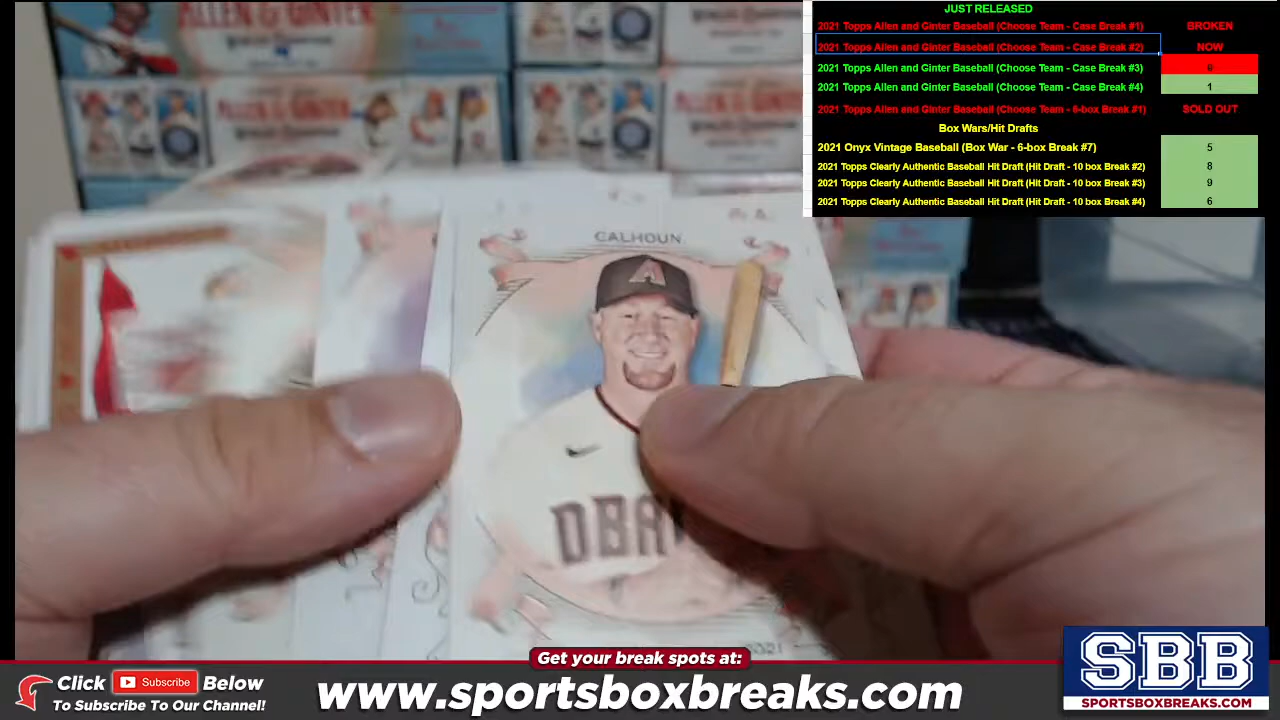 JUST RELEASED
2021 Topps Allen and Ginter Baseball (Choose Team - Case Break #1) BROKEN
2021 Topps Allen and Ginter Baseball (Choose Team - Case Break #2) NOW
2021 Topps Allen and Ginter Baseball (Choose Team - Case Break #3)
2021 Topps Allen and Ginter Baseball (Choose Team - Case Break #4) 1
2021 Topps Allen and Ginter Baseball (Choose Team - 6-box Break #1) SOLD OUT
Box Wars/Hit Drafts
2021 Onyx Vintage Baseball (Box War - 6-box Break #7) 5
2021 Topps Clearly Authentic Baseball Hit Draft (Hit Draft - 10 box Break #2) 8
2021 Topps Clearly Authentic Baseball Hit Draft (Hit Draft - 10 box Break #3) 9
2021 Topps Clearly Authentic Baseball Hit Draft (Hit Draft - 10 box Break #4) 6
CALHOUN
A
DBA
2021
Get your break spots at:
Click Subscribe Below
To Subscribe To Our Channel!
www.sportsboxbreaks.com
SBB
SPORTSBOXBREAKS.COM